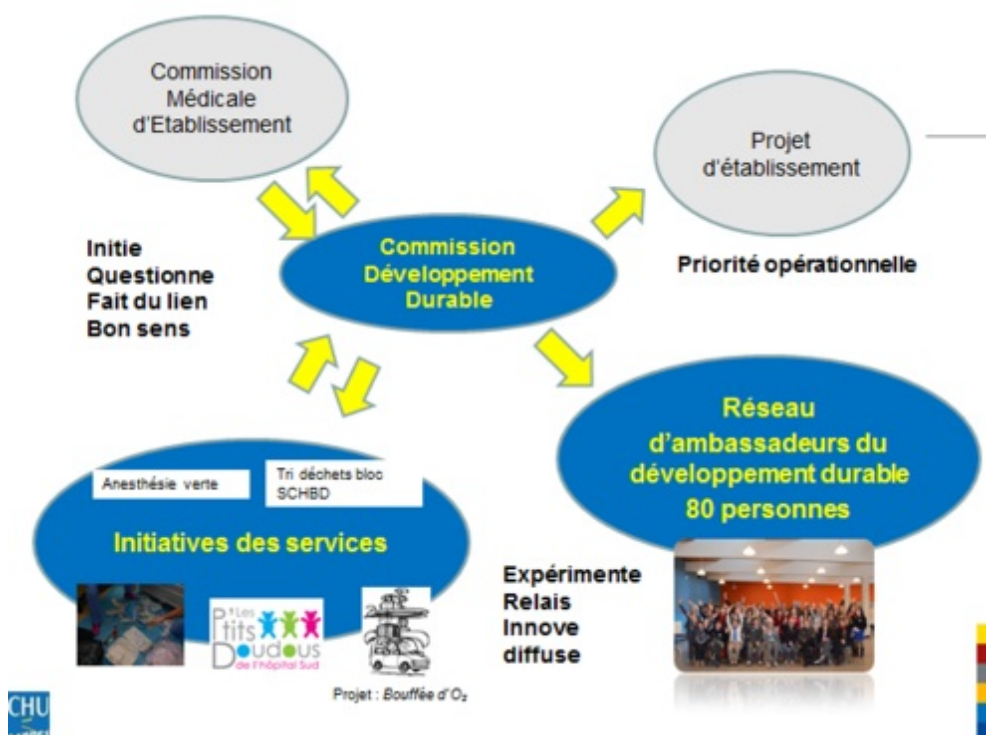 Commission
Médicale
d'Etablissement
Projet
d'établissement
Initie
Questionne
Fait du lien
Bon sens
Commission
Développement
Durable
Priorité opérationnelle
Réseau
d'ambassadeurs du
développement durable
80 personnes
Anesthésie verte
Tri déchets bloc
SCHBD
Initiatives des services
Expérimente
Relais
Innove
diffuse
Les
P'tits
Doudous
de l'hôpital Sud
Projet : Bouffée d'O₂
CHU